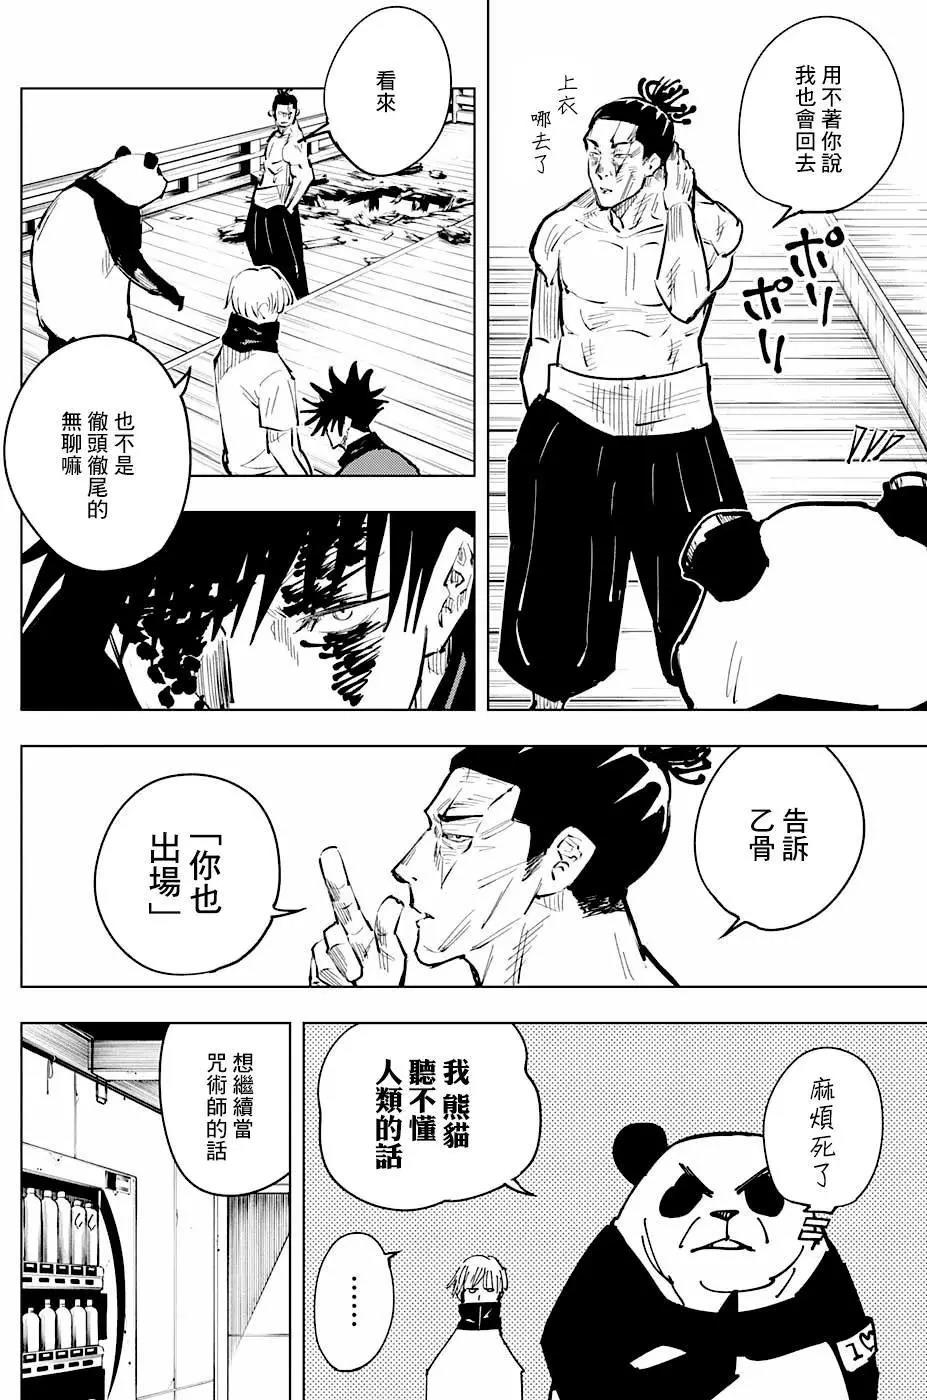 用不著你說
我也會回去
上衣
哪去了
ポリ
ポリ
看來
也不是
徹頭徹尾的
無聊嘛
告訴
乙骨
「你也
出場」
麻煩死了
我 熊貓
聽不懂
人類的話
……
想繼續當
咒術師的話